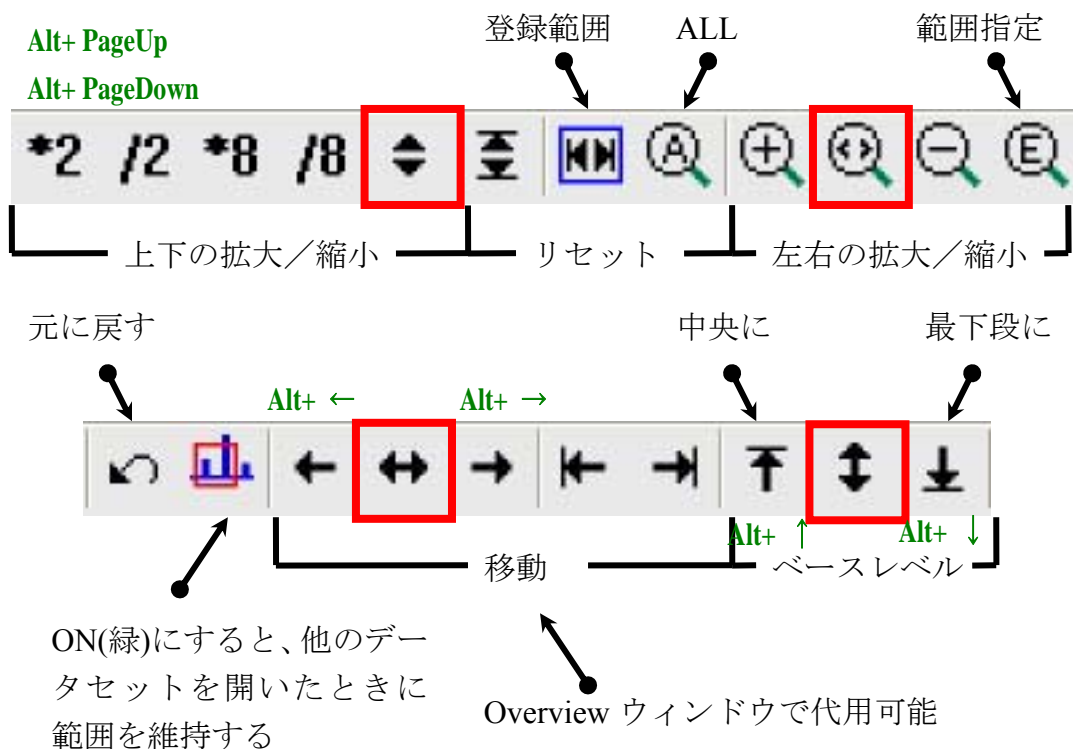 Alt+ PageUp
Alt+ PageDown
登録範囲 ALL 範囲指定
*2 /2 *8 /8 A E
上下の拡大／縮小 リセット 左右の拡大／縮小
元に戻す 中央に 最下段に
Alt+ ← Alt+ →
Alt+ ↑ Alt+ ↓
移動 ベースレベル
ON(緑)にすると、他のデー
タセットを開いたときに
範囲を維持する
Overview ウィンドウで代用可能